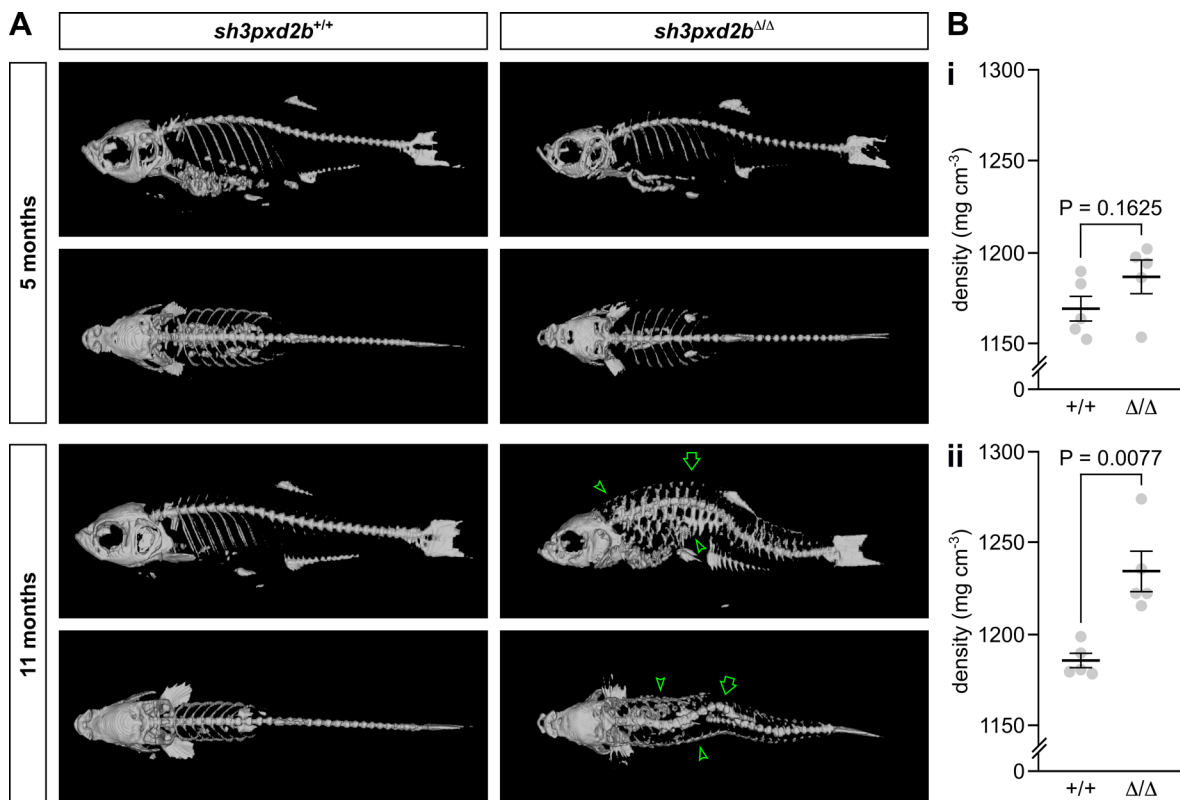 A
sh3pxd2b+/+
sh3pxd2bΔ/Δ
5 months
11 months
B
i
1300
1250
P = 0.1625
1200
density (mg cm-3)
1150
0
+/+ Δ/Δ
ii
1300
P = 0.0077
1250
density (mg cm-3)
1200
1150
0
+/+ Δ/Δ